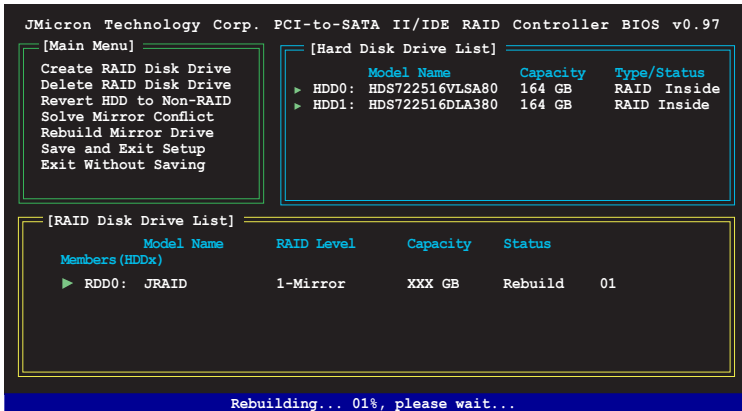 JMicron Technology Corp. PCI-to-SATA II/IDE RAID Controller BIOS v0.97
[Main Menu]
Create RAID Disk Drive
Delete RAID Disk Drive
Revert HDD to Non-RAID
Solve Mirror Conflict
Rebuild Mirror Drive
Save and Exit Setup
Exit Without Saving
[Hard Disk Drive List]
Model Name Capacity Type/Status
HDD0: HDS722516VLSA80 164 GB RAID Inside
HDD1: HDS722516DLA380 164 GB RAID Inside
[RAID Disk Drive List]
Model Name RAID Level Capacity Status
Members(HDDx)
RDD0: JRAID 1-Mirror XXX GB Rebuild 01
Rebuilding... 01%, please wait...